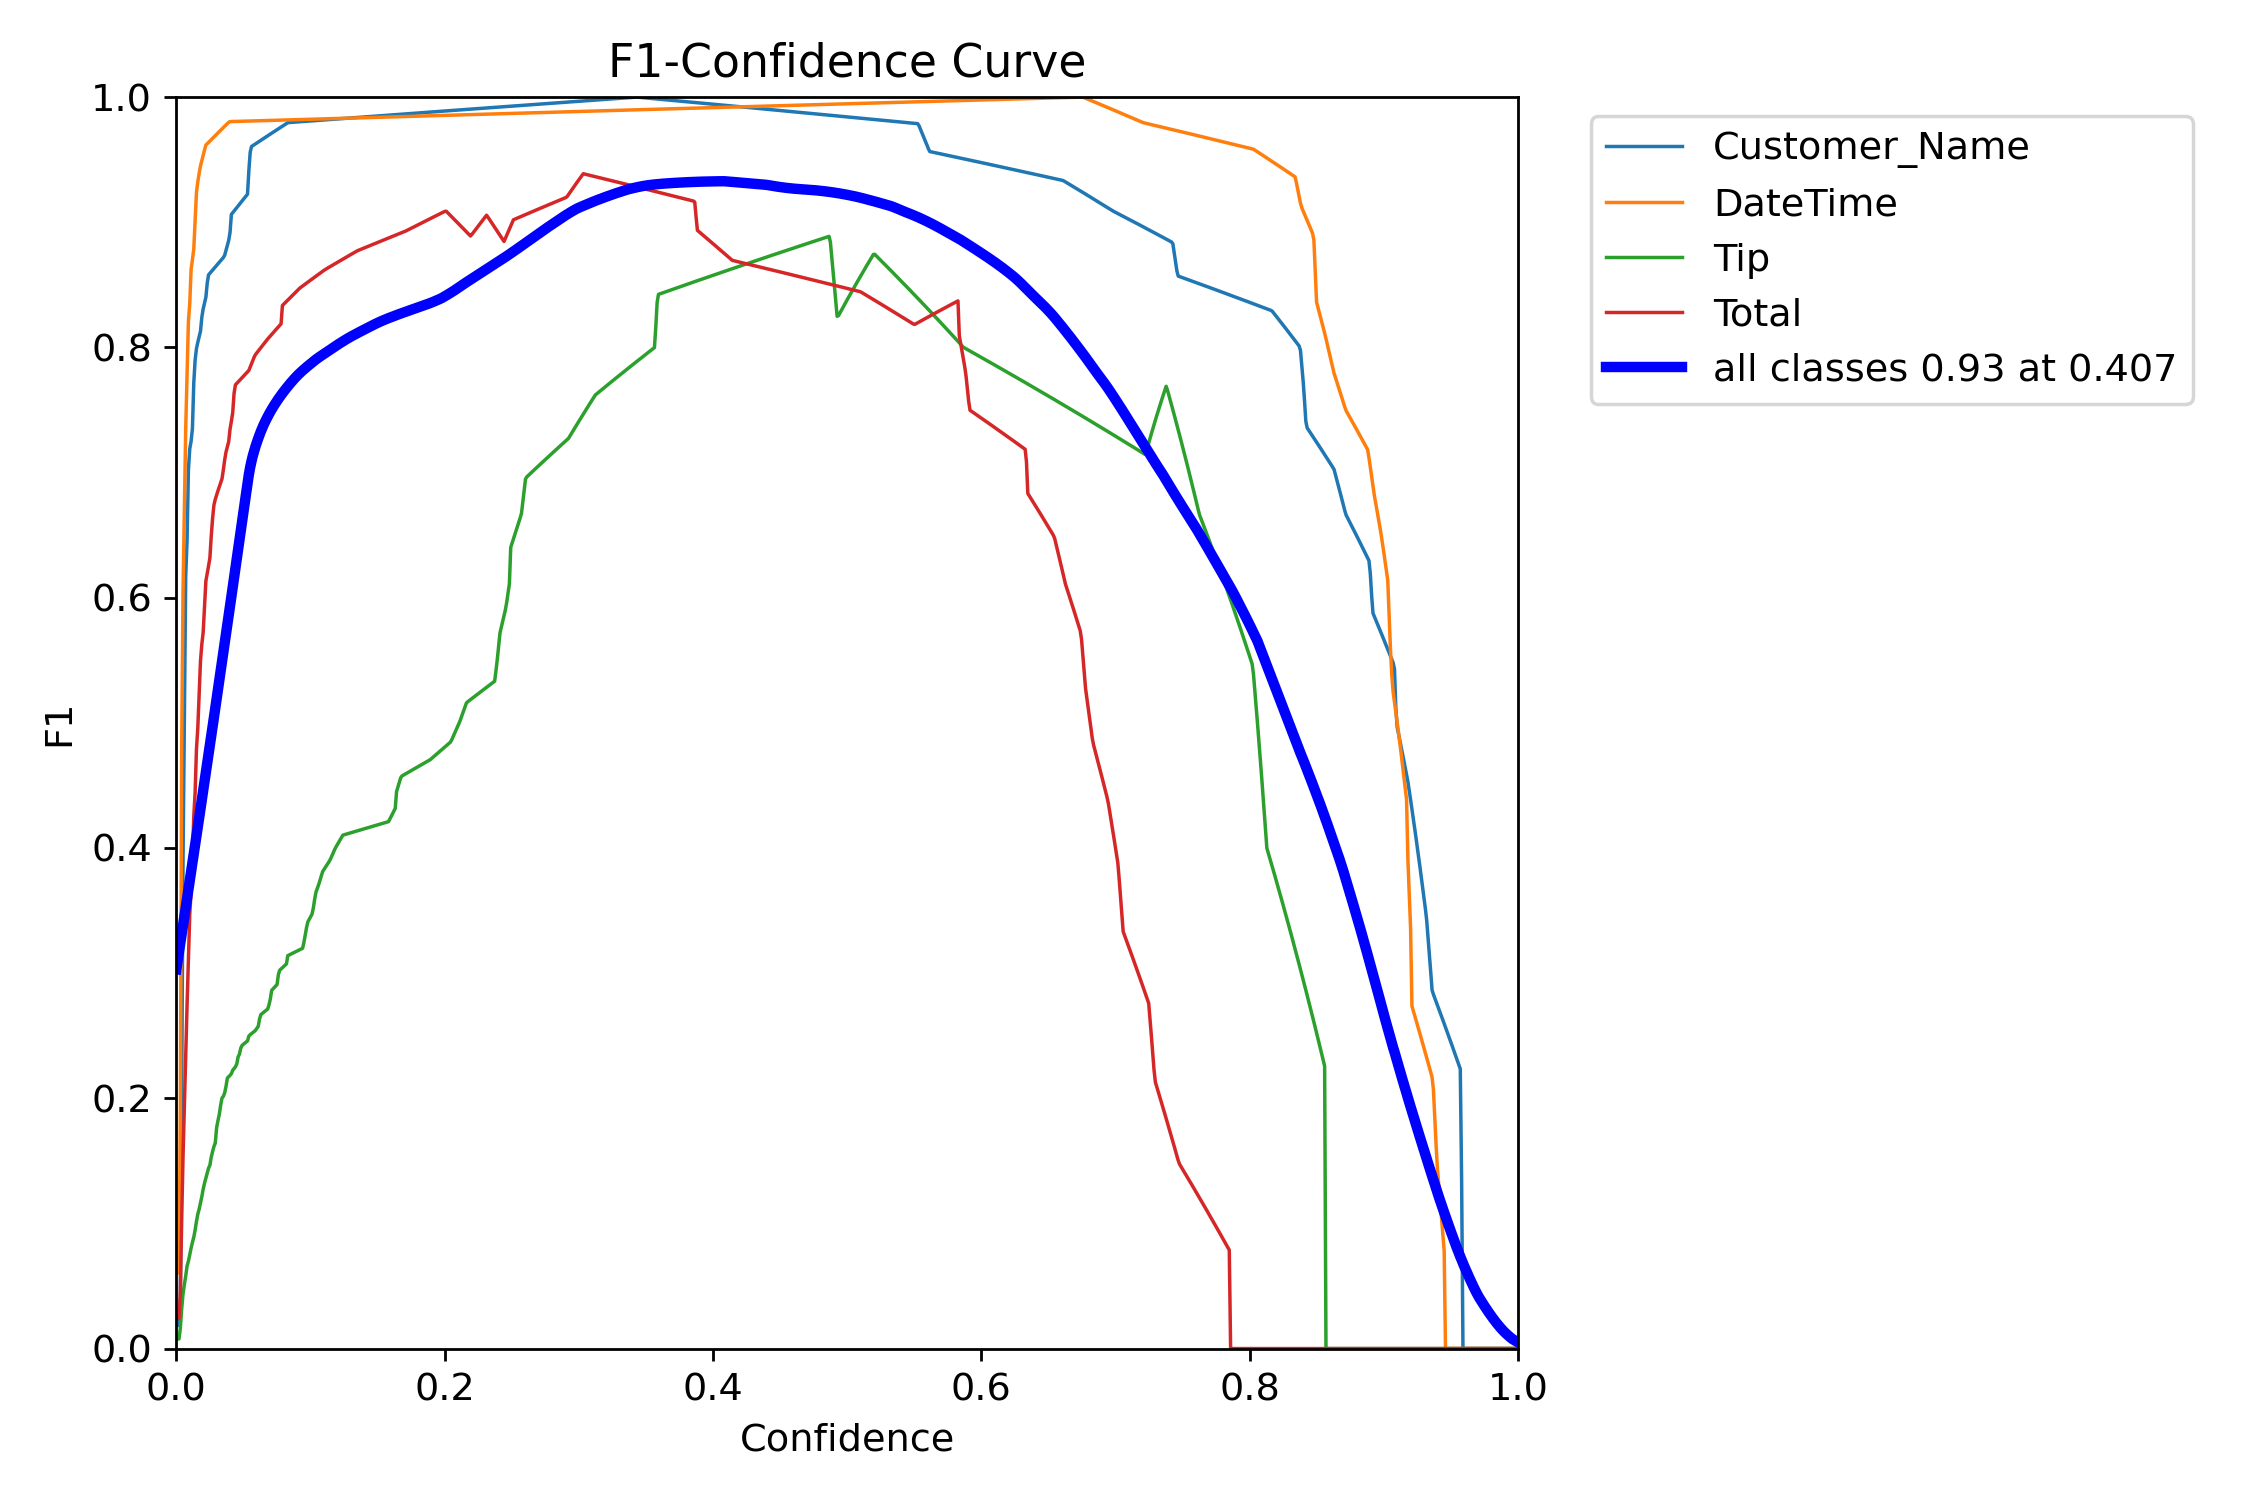 F1-Confidence Curve
1.0
0.8
0.6
0.4
0.2
0.0
F1
0.0 0.2 0.4 0.6 0.8 1.0
Confidence
Customer_Name
DateTime
Tip
Total
all classes 0.93 at 0.407